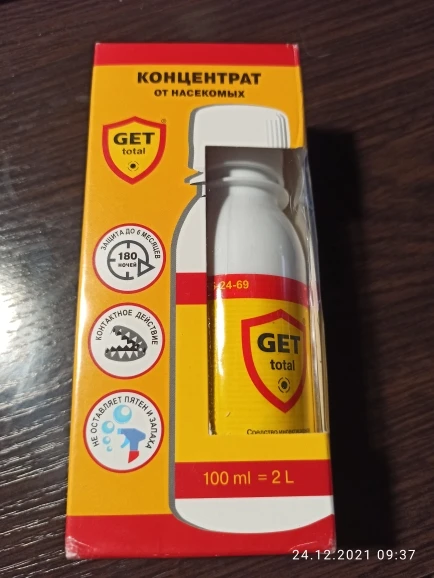 КОНЦЕНТРАТ
ОТ НАСЕКОМЫХ
GET
®
total
ЗАЩИТА ДО 6 МЕСЯЦЕВ
180
НОЧЕЙ
КОНТАКТНОЕ ДЕЙСТВИЕ
НЕ ОСТАВЛЯЕТ ПЯТЕН И ЗАПАХА
24-69
GET
total
Средство
100 ml = 2 L
24.12.2021 09:37